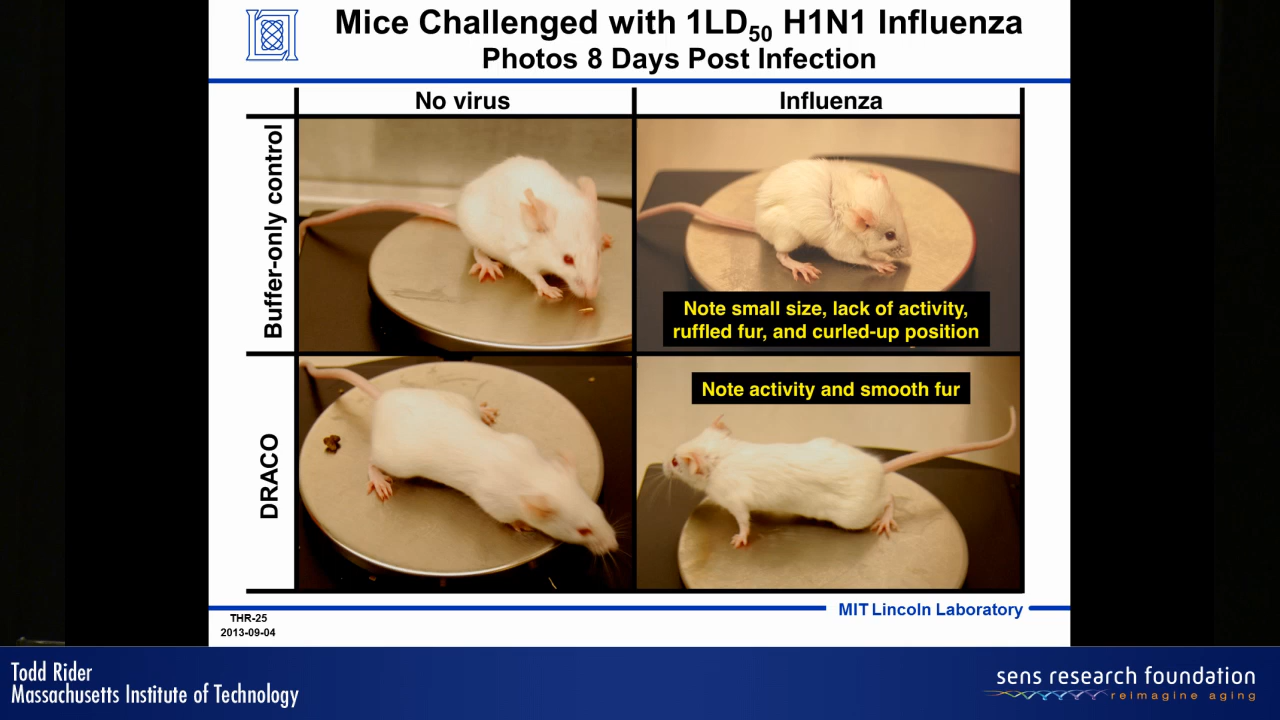 Mice Challenged with 1LD50 H1N1 Influenza
Photos 8 Days Post Infection
No virus
Influenza
Buffer-only control
Note small size, lack of activity,
ruffled fur, and curled-up position
DRACO
Note activity and smooth fur
MIT Lincoln Laboratory
THR-25
2013-09-04
Todd Rider
Massachusetts Institute of Technology
sens research foundation
reimagine aging